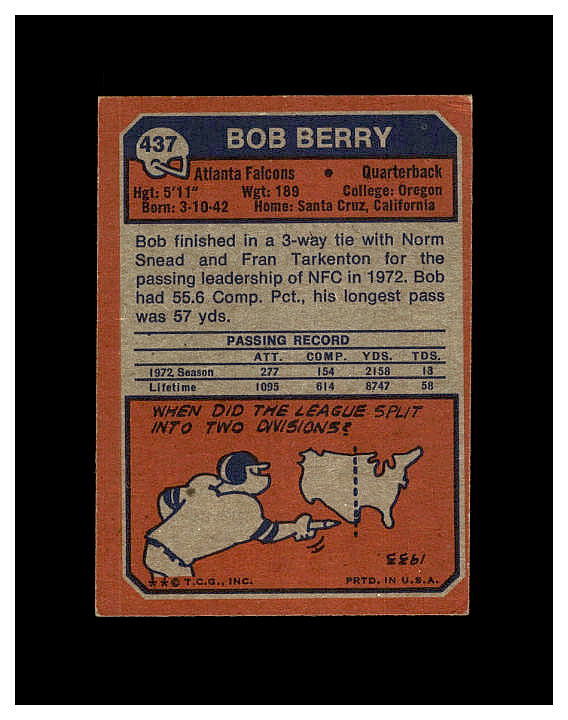 437
BOB BERRY
Atlanta Falcons • Quarterback
Hgt: 5'11" Wgt: 189 College: Oregon
Born: 3-10-42 Home: Santa Cruz, California
Bob finished in a 3-way tie with Norm
Snead and Fran Tarkenton for the
passing leadership of NFC in 1972. Bob
had 55.6 Comp. Pct., his longest pass
was 57 yds.
PASSING RECORD
ATT. COMP. YDS. TDS.
1972 Season 277 154 2158 13
Lifetime 1095 614 8747 58
WHEN DID THE LEAGUE SPLIT
INTO TWO DIVISIONS?
1933
★★© T.C.G., INC. PRTD. IN U.S.A.